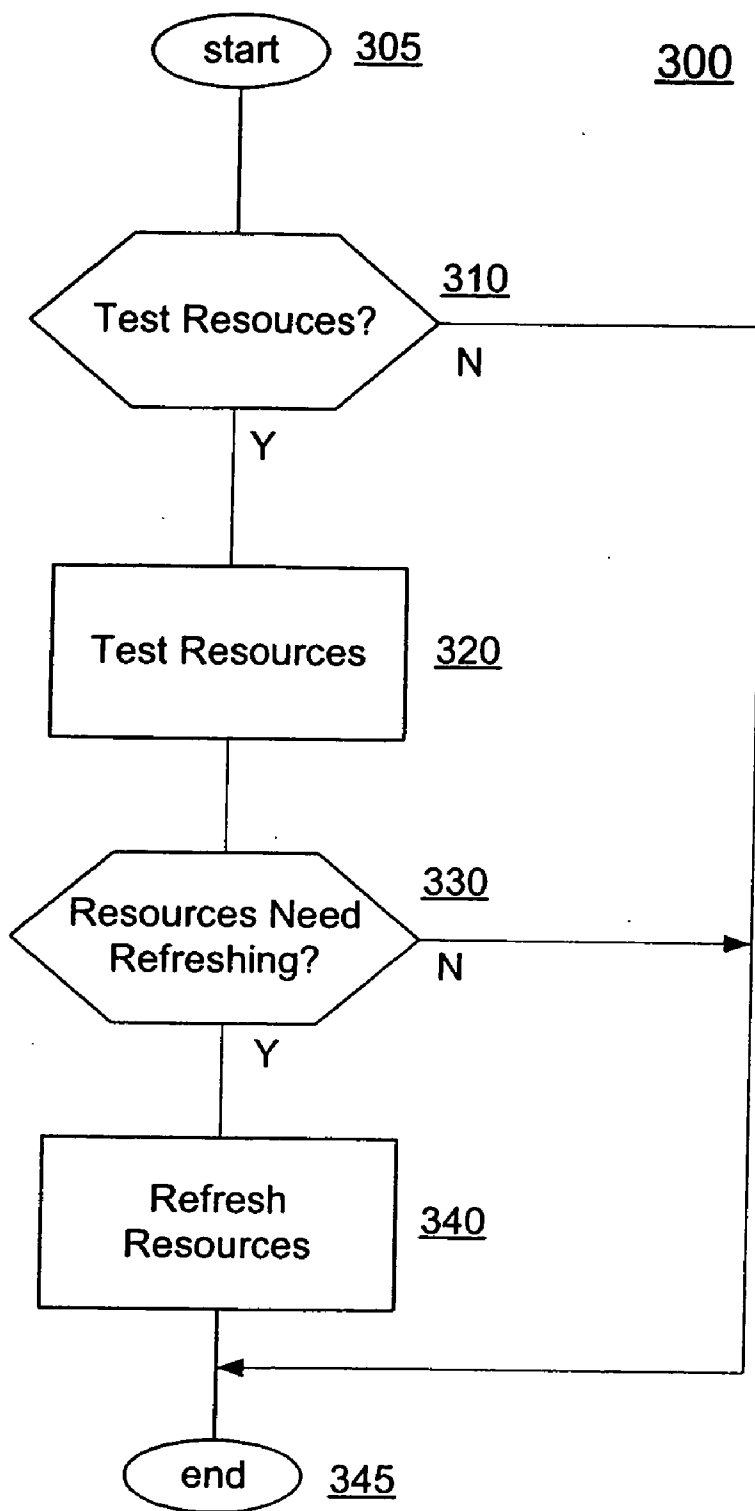 start 305
300
Test Resouces?
310
N
Y
Test Resources
320
Resources Need
Refreshing?
330
N
Y
Refresh
Resources
340
end 345